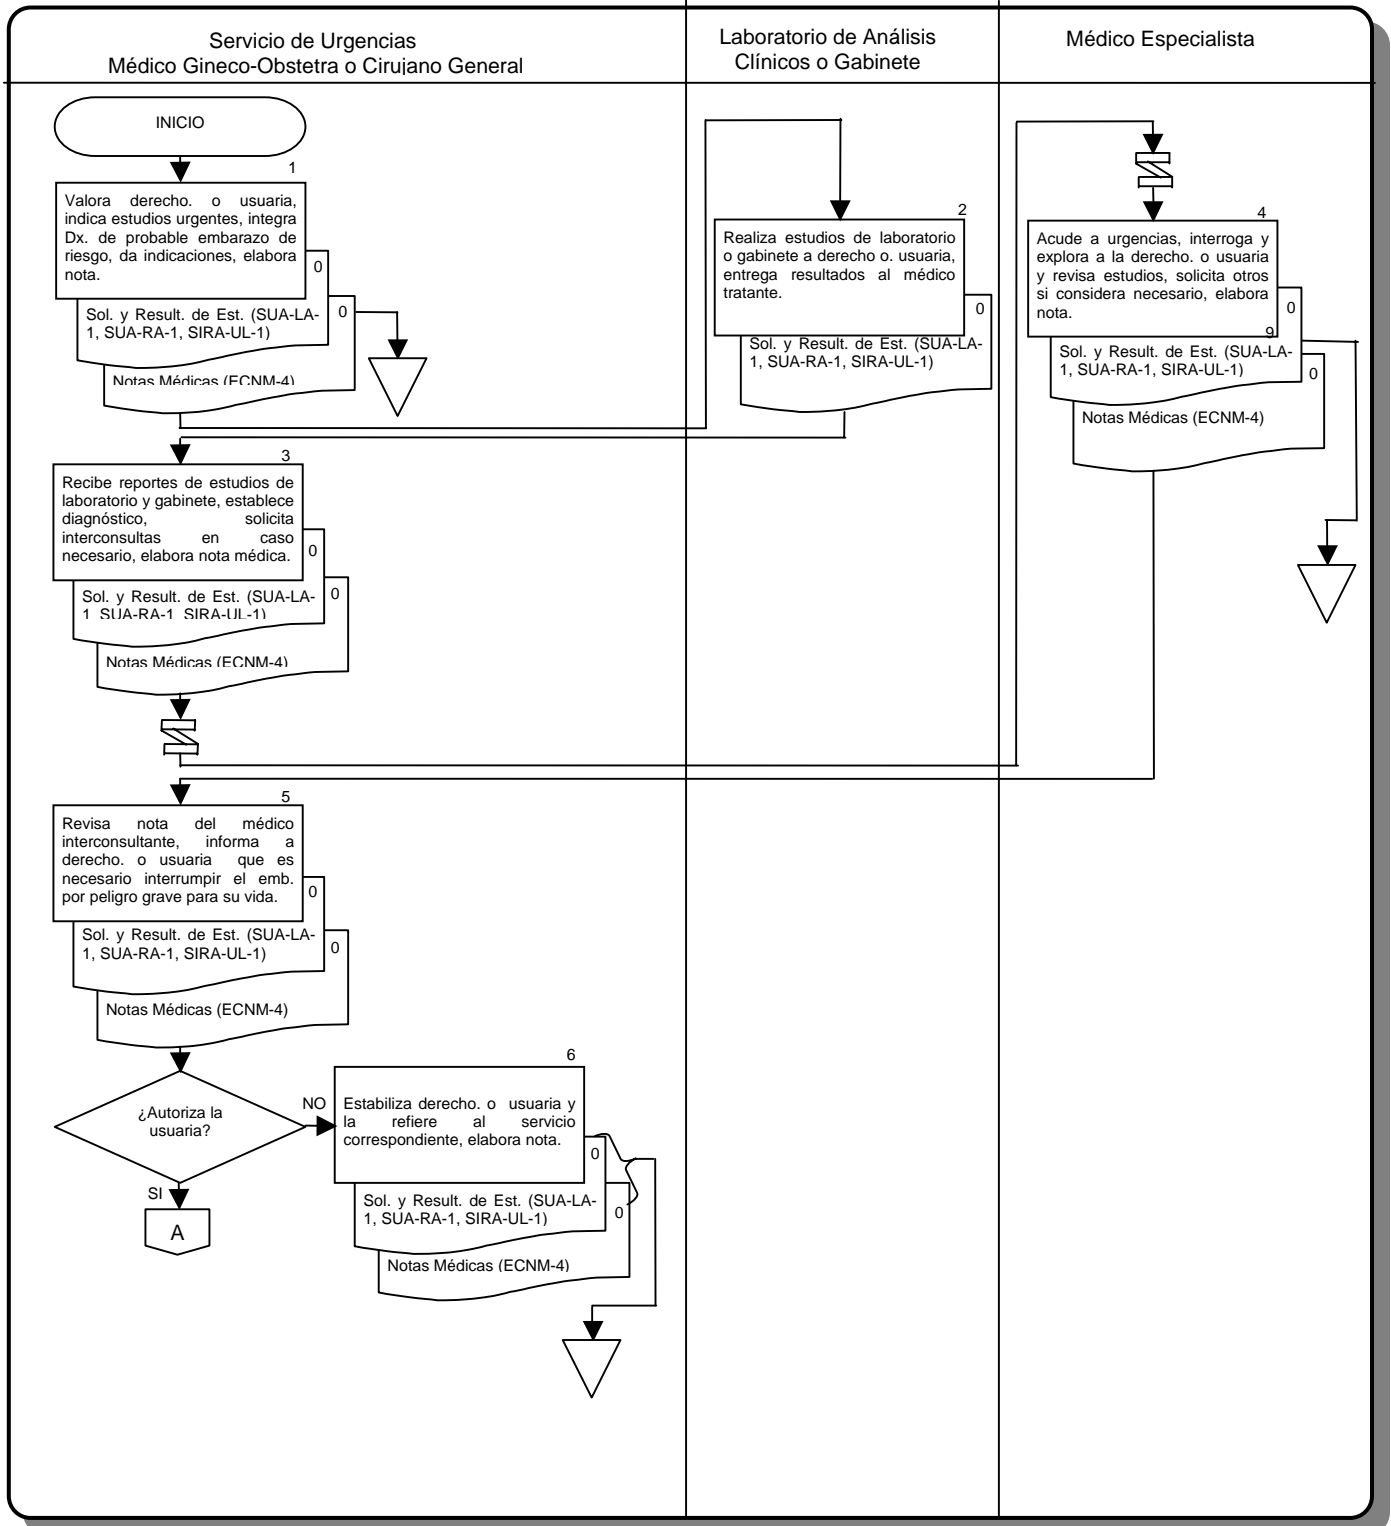 Servicio de Urgencias
Médico Gineco-Obstetra o Cirujano General
Laboratorio de Análisis
Clínicos o Gabinete
Médico Especialista
INICIO
1
Valora derecho. o usuaria,
indica estudios urgentes, integra
Dx. de probable embarazo de
riesgo, da indicaciones, elabora
nota.
0
Sol. y Result. de Est. (SUA-LA-
1, SUA-RA-1, SIRA-UL-1)
0
Notas Médicas (ECNM-4)
2
Realiza estudios de laboratorio
o gabinete a derecho o. usuaria,
entrega resultados al médico
tratante.
0
Sol. y Result. de Est. (SUA-LA-
1, SUA-RA-1, SIRA-UL-1)
3
Recibe reportes de estudios de
laboratorio y gabinete, establece
diagnóstico, solicita
interconsultas en caso
necesario, elabora nota médica.
0
Sol. y Result. de Est. (SUA-LA-
1, SUA-RA-1, SIRA-UL-1)
0
Notas Médicas (ECNM-4)
4
Acude a urgencias, interroga y
explora a la derecho. o usuaria
y revisa estudios, solicita otros
si considera necesario, elabora
nota.
0
9
Sol. y Result. de Est. (SUA-LA-
1, SUA-RA-1, SIRA-UL-1)
0
Notas Médicas (ECNM-4)
5
Revisa nota del médico
interconsultante, informa a
derecho. o usuaria que es
necesario interrumpir el emb.
por peligro grave para su vida.
0
Sol. y Result. de Est. (SUA-LA-
1, SUA-RA-1, SIRA-UL-1)
0
Notas Médicas (ECNM-4)
¿Autoriza la
usuaria?
NO
SI
A
6
Estabiliza derecho. o usuaria y
la refiere al servicio
correspondiente, elabora nota.
0
Sol. y Result. de Est. (SUA-LA-
1, SUA-RA-1, SIRA-UL-1)
0
Notas Médicas (ECNM-4)